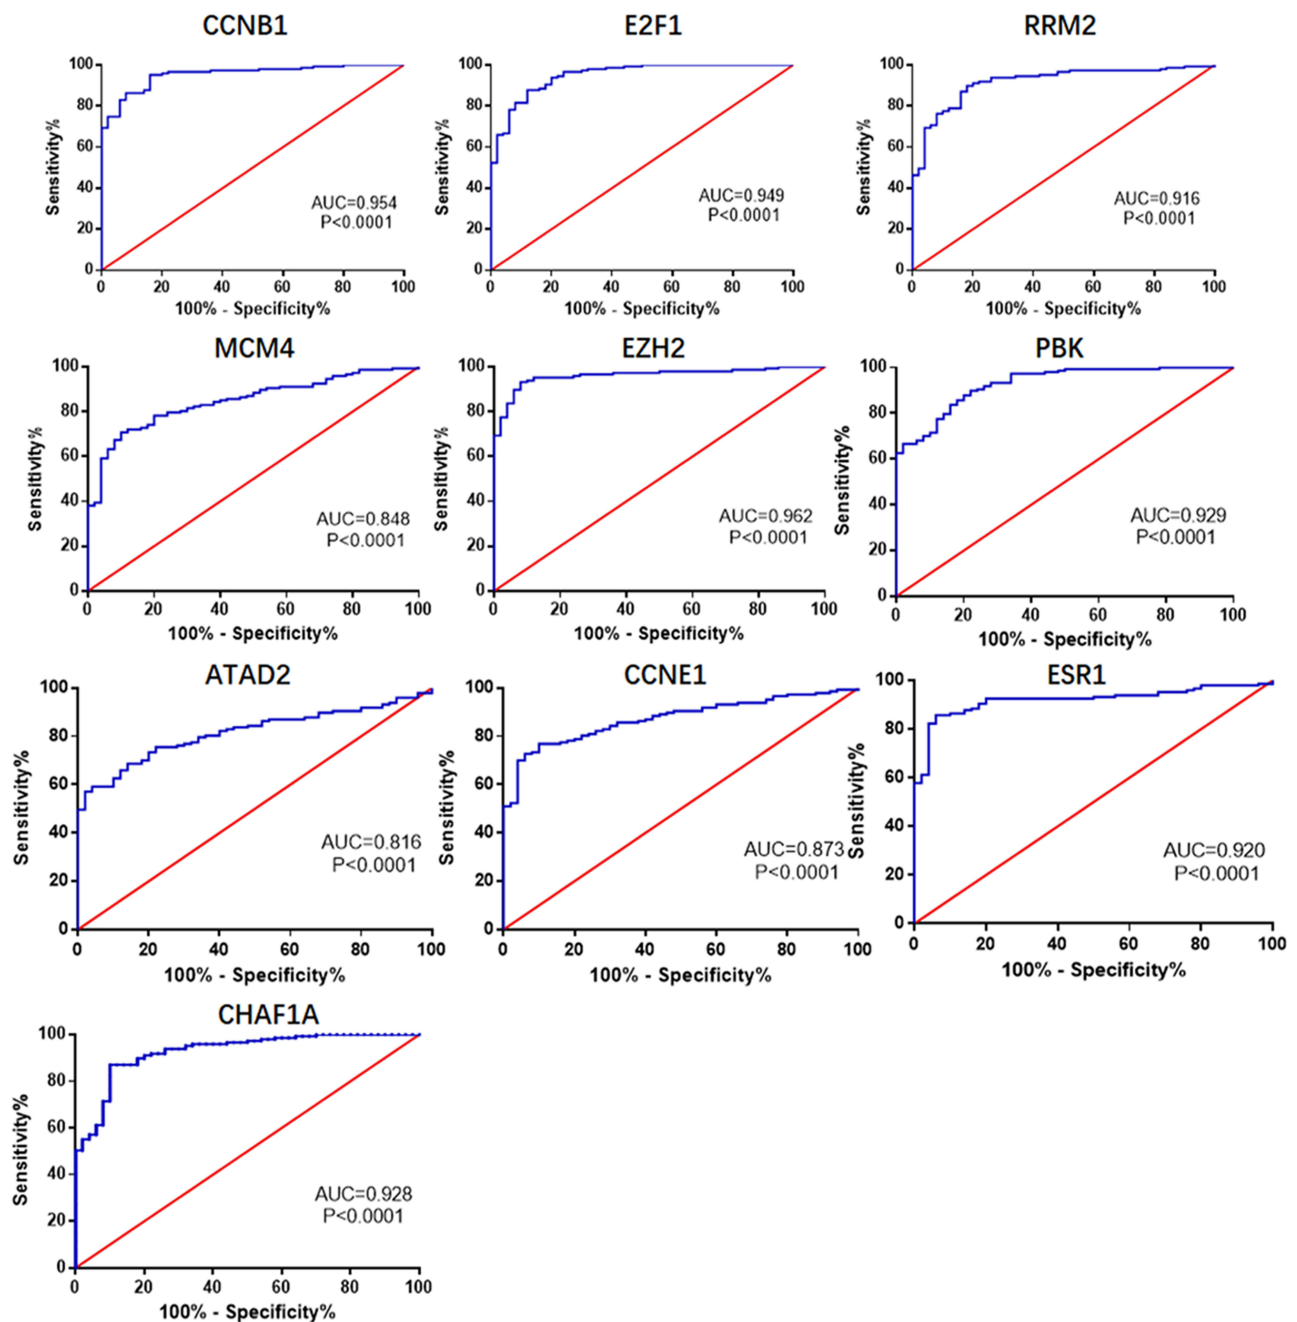 CCNB1
E2F1
RRM2
100
80
60
40
20
0
Sensitivity%
AUC=0.954
P<0.0001
0 20 40 60 80 100
100% - Specificity%
100
80
60
40
20
0
Sensitivity%
AUC=0.949
P<0.0001
0 20 40 60 80 100
100% - Specificity%
100
80
60
40
20
0
Sensitivity%
AUC=0.916
P<0.0001
0 20 40 60 80 100
100% - Specificity%
MCM4
EZH2
PBK
100
80
60
40
20
0
Sensitivity%
AUC=0.848
P<0.0001
0 20 40 60 80 100
100% - Specificity%
100
80
60
40
20
0
Sensitivity%
AUC=0.962
P<0.0001
0 20 40 60 80 100
100% - Specificity%
100
80
60
40
20
0
Sensitivity%
AUC=0.929
P<0.0001
0 20 40 60 80 100
100% - Specificity%
ATAD2
CCNE1
ESR1
100
80
60
40
20
0
Sensitivity%
AUC=0.816
P<0.0001
0 20 40 60 80 100
100% - Specificity%
100
80
60
40
20
0
Sensitivity%
AUC=0.873
P<0.0001
0 20 40 60 80 100
100% - Specificity%
100
80
60
40
20
0
Sensitivity%
AUC=0.920
P<0.0001
0 20 40 60 80 100
100% - Specificity%
CHAF1A
100
80
60
40
20
0
Sensitivity%
AUC=0.928
P<0.0001
0 20 40 60 80 100
100% - Specificity%